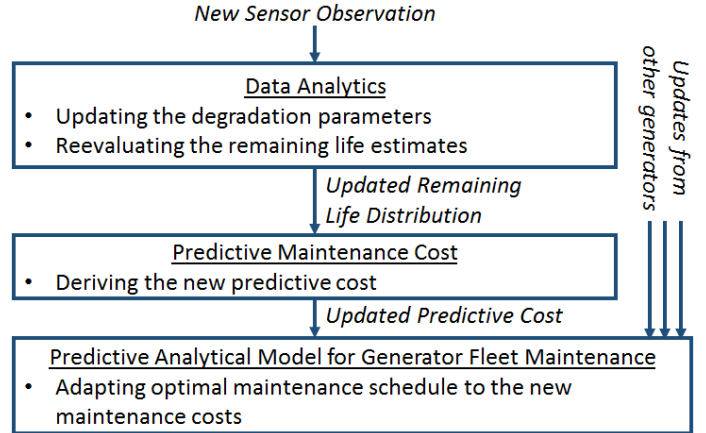 New Sensor Observation
Data Analytics
• Updating the degradation parameters
• Reevaluating the remaining life estimates
Updated Remaining
Life Distribution
Predictive Maintenance Cost
• Deriving the new predictive cost
Updated Predictive Cost
Updates from
other generators
Predictive Analytical Model for Generator Fleet Maintenance
• Adapting optimal maintenance schedule to the new
maintenance costs